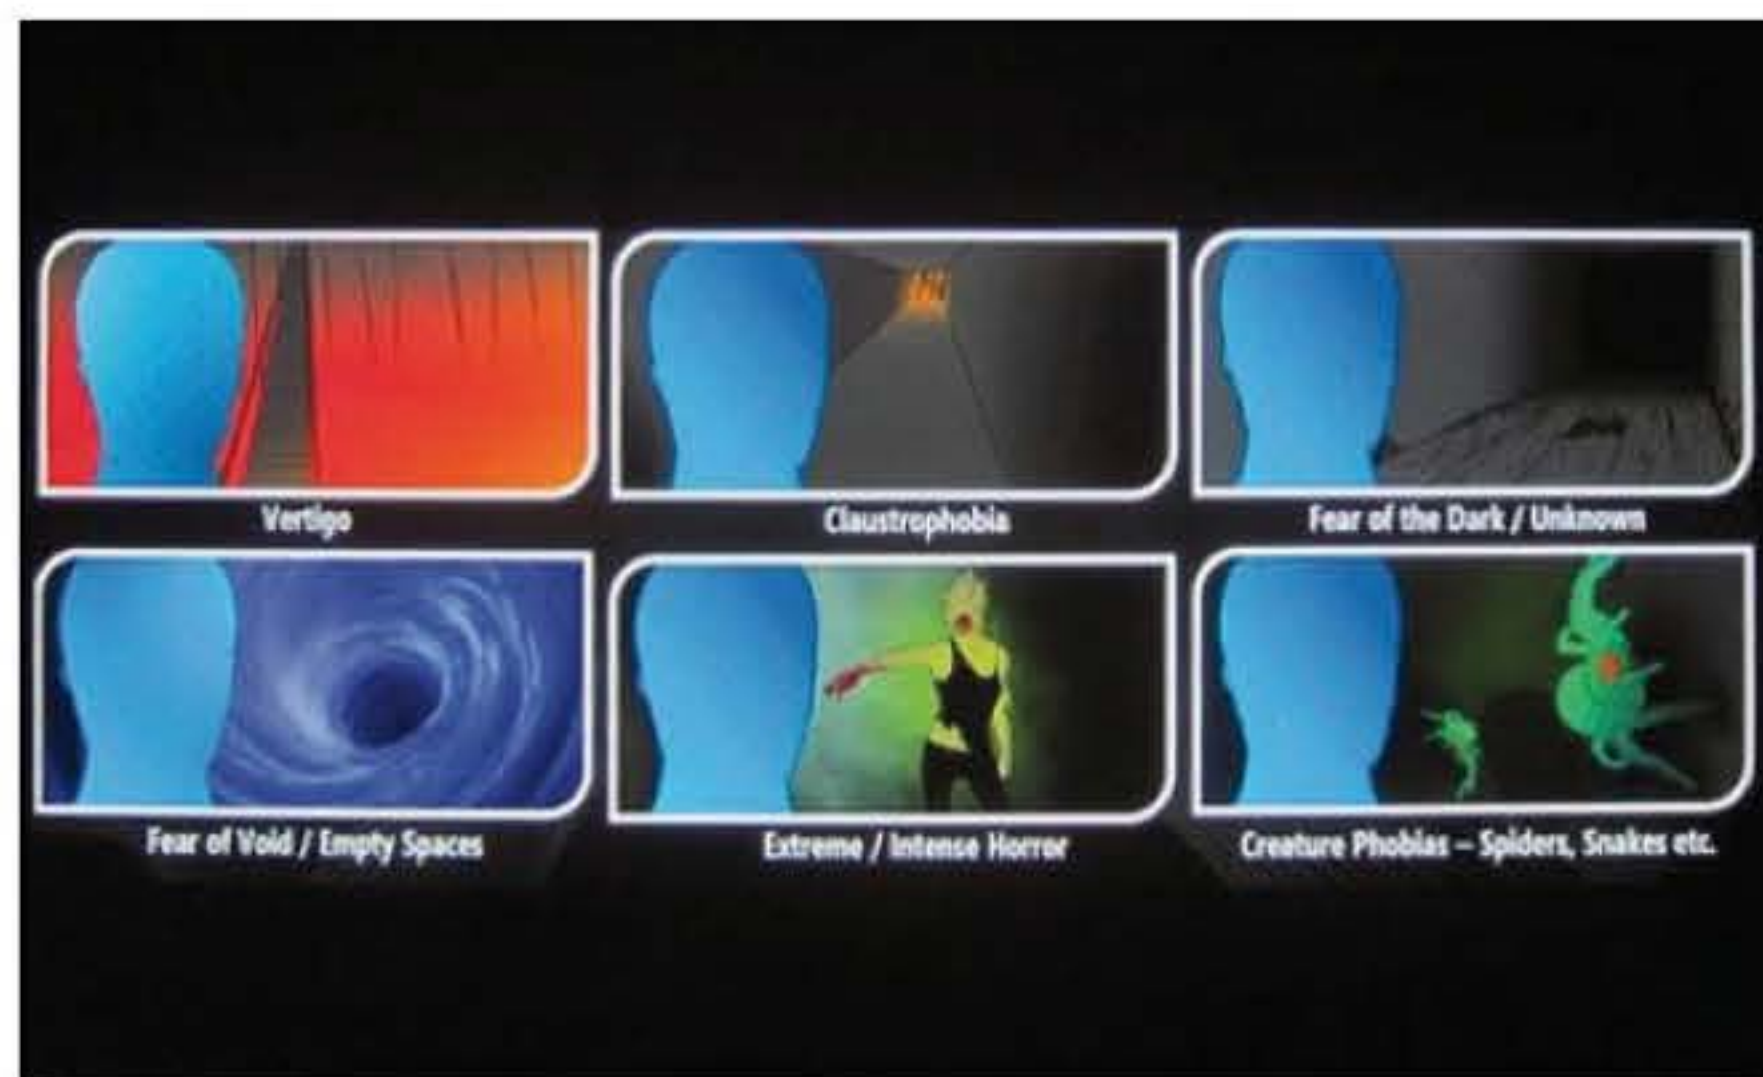 Vertigo
Claustrophobia
Fear of the Dark / Unknown
Fear of Void / Empty Spaces
Extreme / Intense Horror
Creature Phobias – Spiders, Snakes etc.